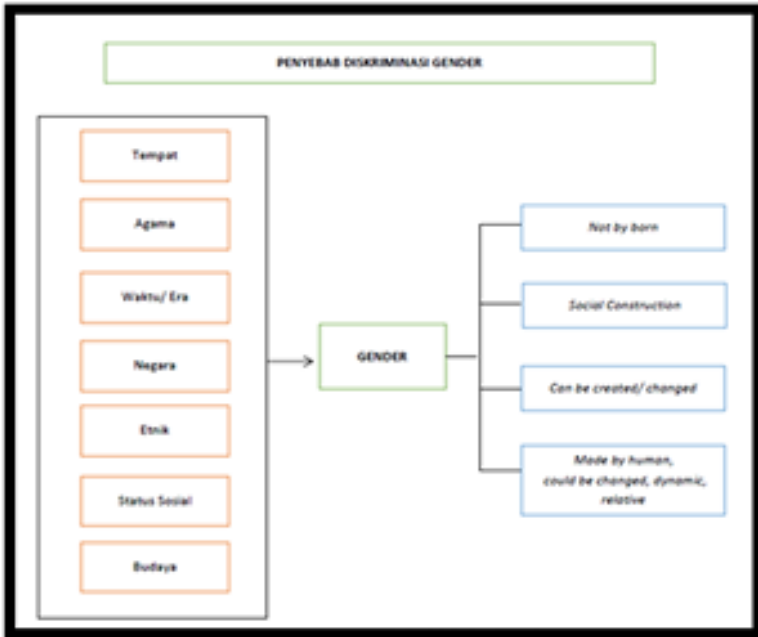 PENYEBAB DISKRIMINASI GENDER
Tempat
Agama
Waktu/ Era
Negara
Etnik
Status Sosial
Budaya
GENDER
Not by born
Social Construction
Can be created/ changed
Made by human,
could be changed, dynamic,
relative